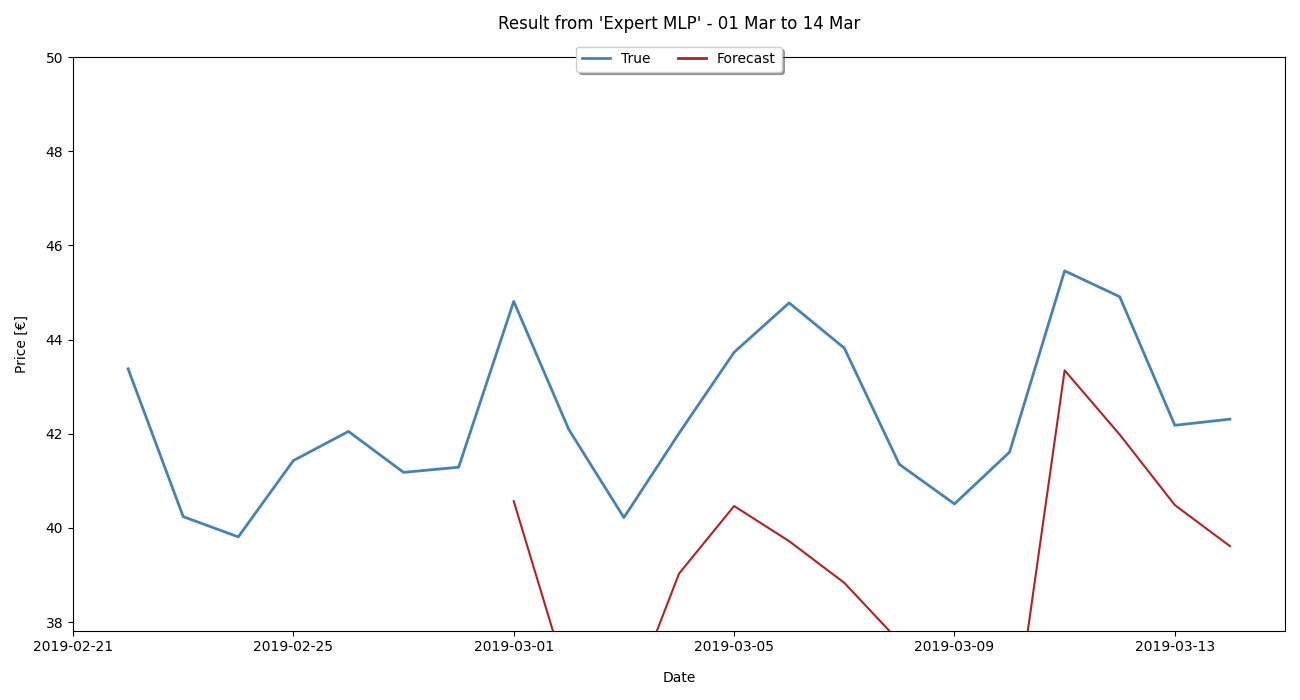 Result from 'Expert MLP' - 01 Mar to 14 Mar
True Forecast
50
48
46
44
42
40
38
Price [€]
2019-02-21 2019-02-25 2019-03-01 2019-03-05 2019-03-09 2019-03-13
Date